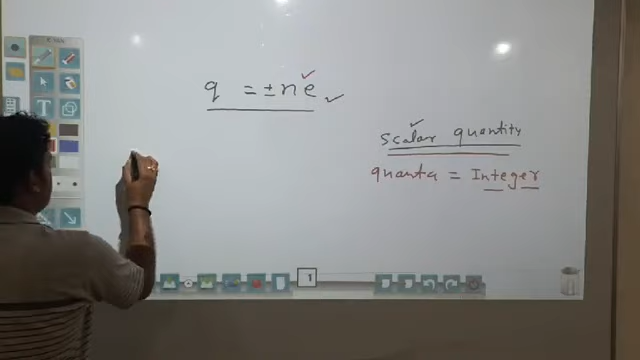 q = ±ne
scalar quantity
quanta = Integer
1